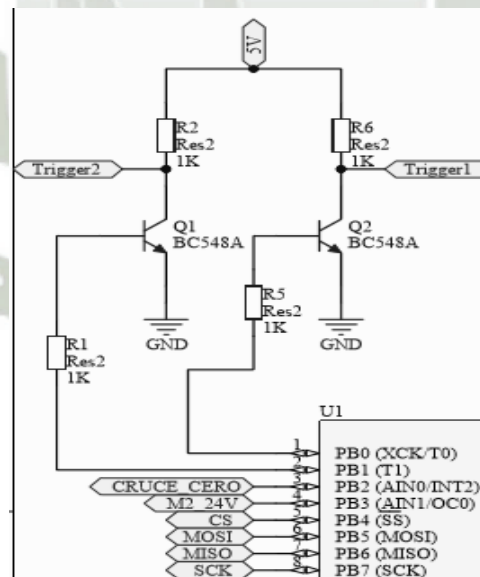 5V
R2
Res2
1K
R6
Res2
1K
Trigger2
Trigger1
Q1
BC548A
Q2
BC548A
R5
Res2
1K
GND
GND
R1
Res2
1K
U1
1
PB0 (XCK/T0)
2
PB1 (T1)
CRUCE_CERO
3
PB2 (AIN0/INT2)
M2_24V
4
PB3 (AIN1/OC0)
CS
5
PB4 (SS)
MOSI
6
PB5 (MOSI)
MISO
7
PB6 (MISO)
SCK
8
PB7 (SCK)